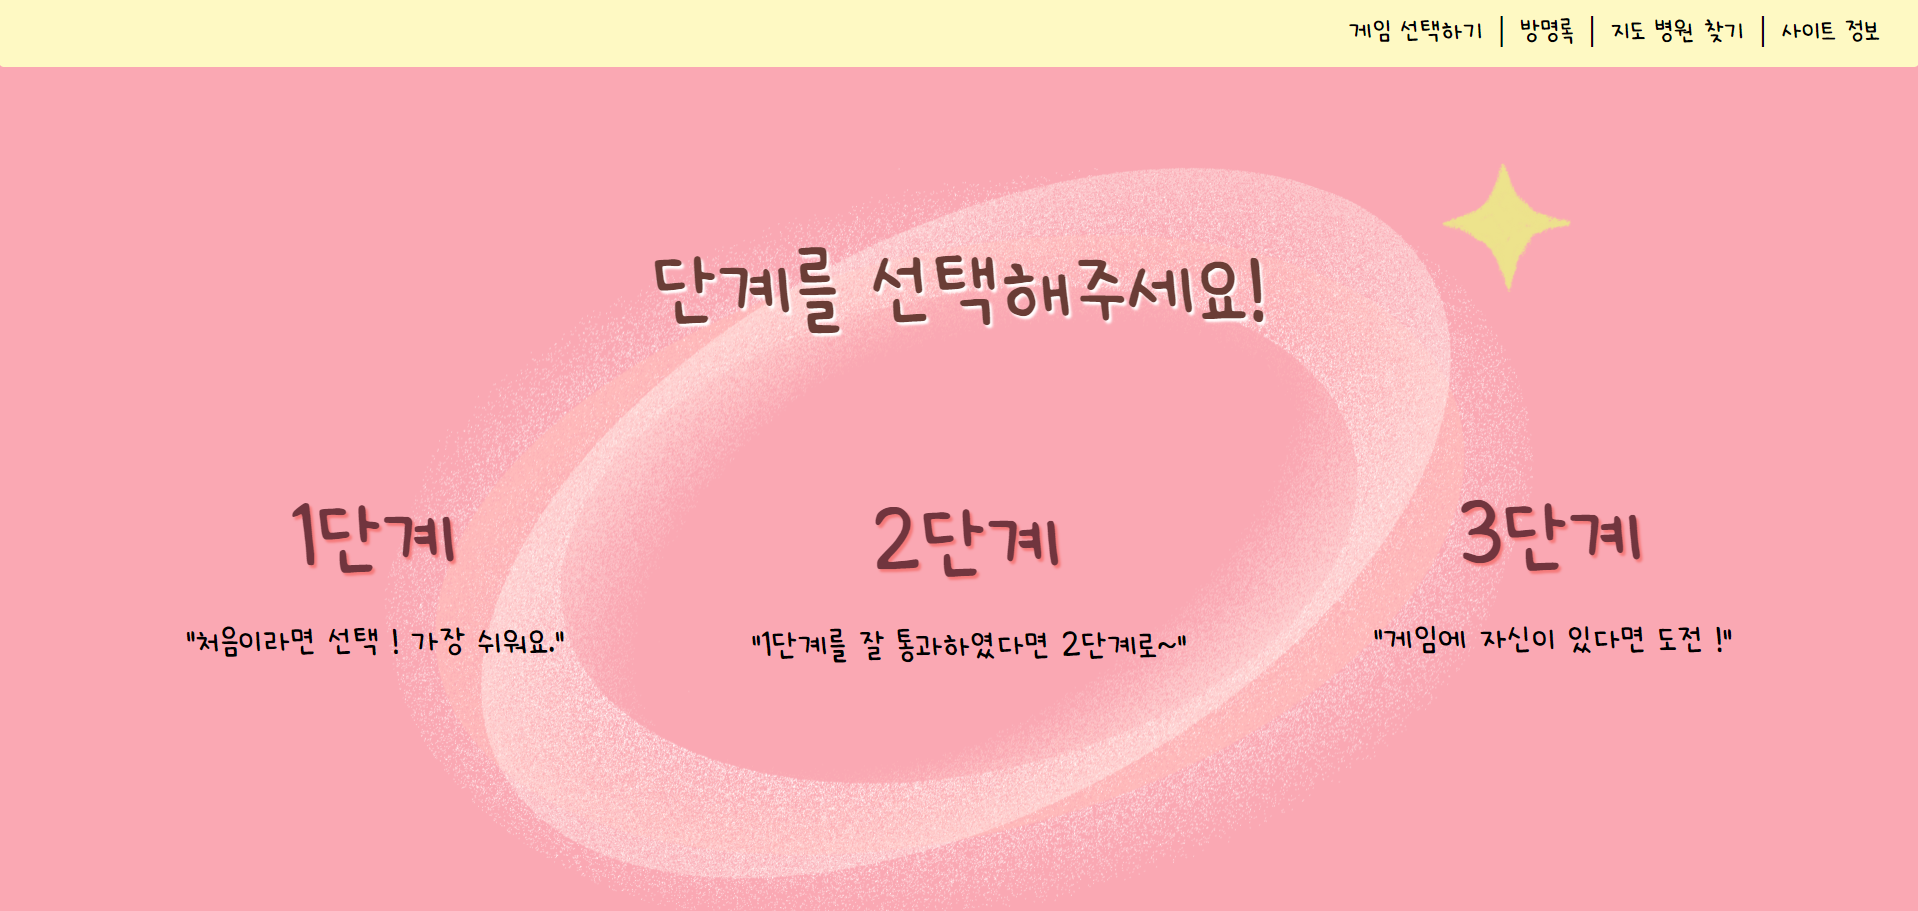 게임 선택하기 | 방명록 | 지도 병원 찾기 | 사이트 정보
단계를 선택해주세요!
1단계
2단계
3단계
"처음이라면 선택 ! 가장 쉬워요."
"1단계를 잘 통과하였다면 2단계로~"
"게임에 자신이 있다면 도전 !"